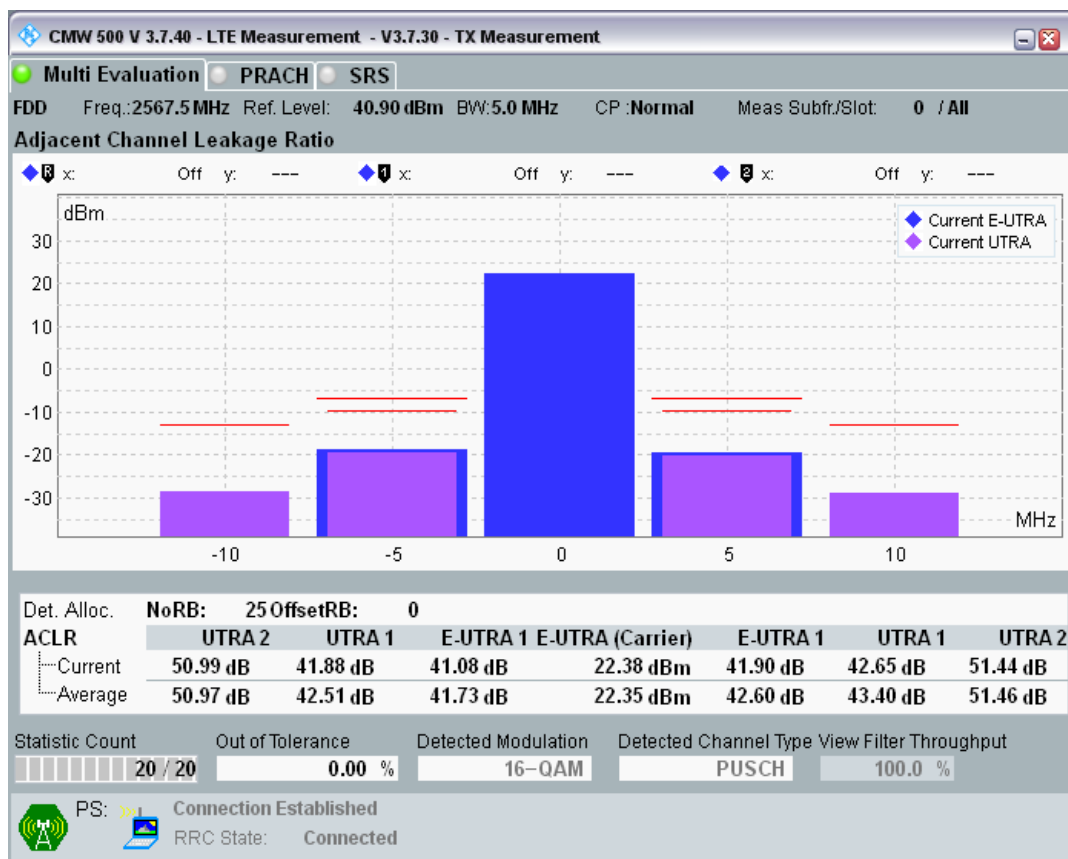 CMW 500 V 3.7.40 - LTE Measurement - V3.7.30 - TX Measurement
Multi Evaluation PRACH SRS
FDD Freq.:2567.5 MHz Ref. Level: 40.90 dBm BW:5.0 MHz CP :Normal Meas Subfr./Slot: 0 / All
Adjacent Channel Leakage Ratio
R x: Off y: --- 1 x: Off y: --- 2 x: Off y: ---
dBm
Current E-UTRA
Current UTRA
30
20
10
0
-10
-20
-30
MHz
-10 -5 0 5 10
Det. Alloc. NoRB: 25 OffsetRB: 0
ACLR UTRA 2 UTRA 1 E-UTRA 1 E-UTRA (Carrier) E-UTRA 1 UTRA 1 UTRA 2
Current 50.99 dB 41.88 dB 41.08 dB 22.38 dBm 41.90 dB 42.65 dB 51.44 dB
Average 50.97 dB 42.51 dB 41.73 dB 22.35 dBm 42.60 dB 43.40 dB 51.46 dB
Statistic Count Out of Tolerance Detected Modulation Detected Channel Type View Filter Throughput
20 / 20 0.00 % 16-QAM PUSCH 100.0 %
PS: Connection Established
RRC State: Connected